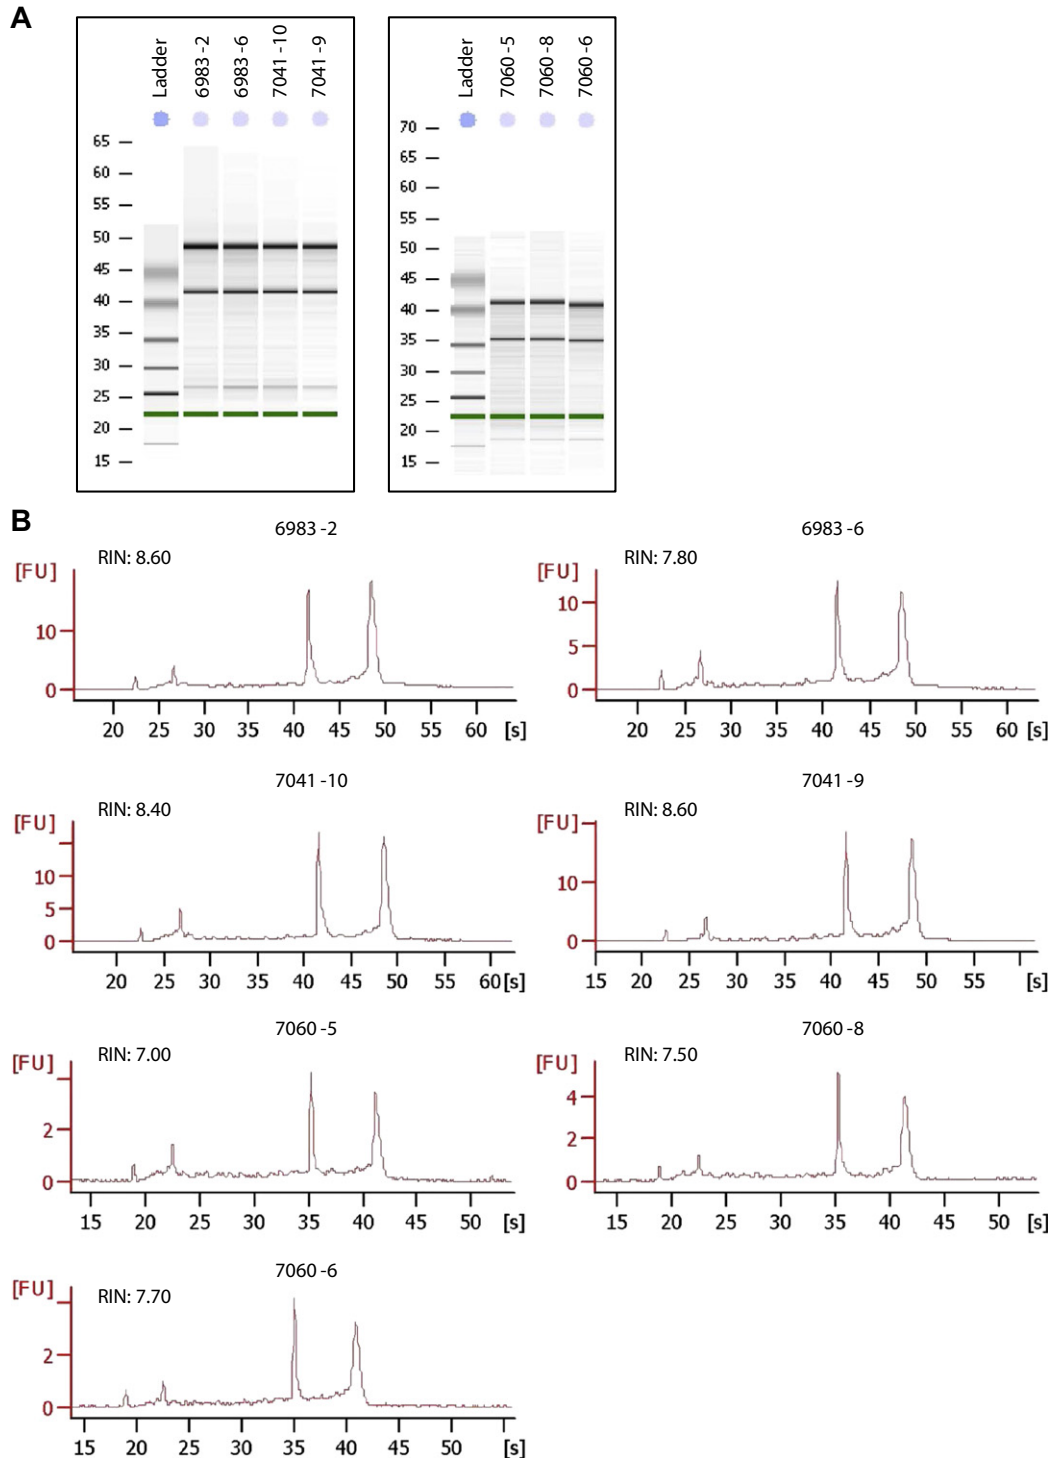 A
Ladder 6983-2 6983-6 7041-10 7041-9
65
60
55
50
45
40
35
30
25
20
15
Ladder 7060-5 7060-8 7060-6
70
65
60
55
50
45
40
35
30
25
20
15
B
6983-2
RIN: 8.60
[FU]
10
0
20 25 30 35 40 45 50 55 60 [s]
6983-6
RIN: 7.80
[FU]
10
5
0
20 25 30 35 40 45 50 55 60 [s]
7041-10
RIN: 8.40
[FU]
10
5
0
20 25 30 35 40 45 50 55 60 [s]
7041-9
RIN: 8.60
[FU]
10
0
15 20 25 30 35 40 45 50 55 [s]
7060-5
RIN: 7.00
[FU]
2
0
15 20 25 30 35 40 45 50 [s]
7060-8
RIN: 7.50
[FU]
4
2
0
15 20 25 30 35 40 45 50 [s]
7060-6
RIN: 7.70
[FU]
2
0
15 20 25 30 35 40 45 50 [s]